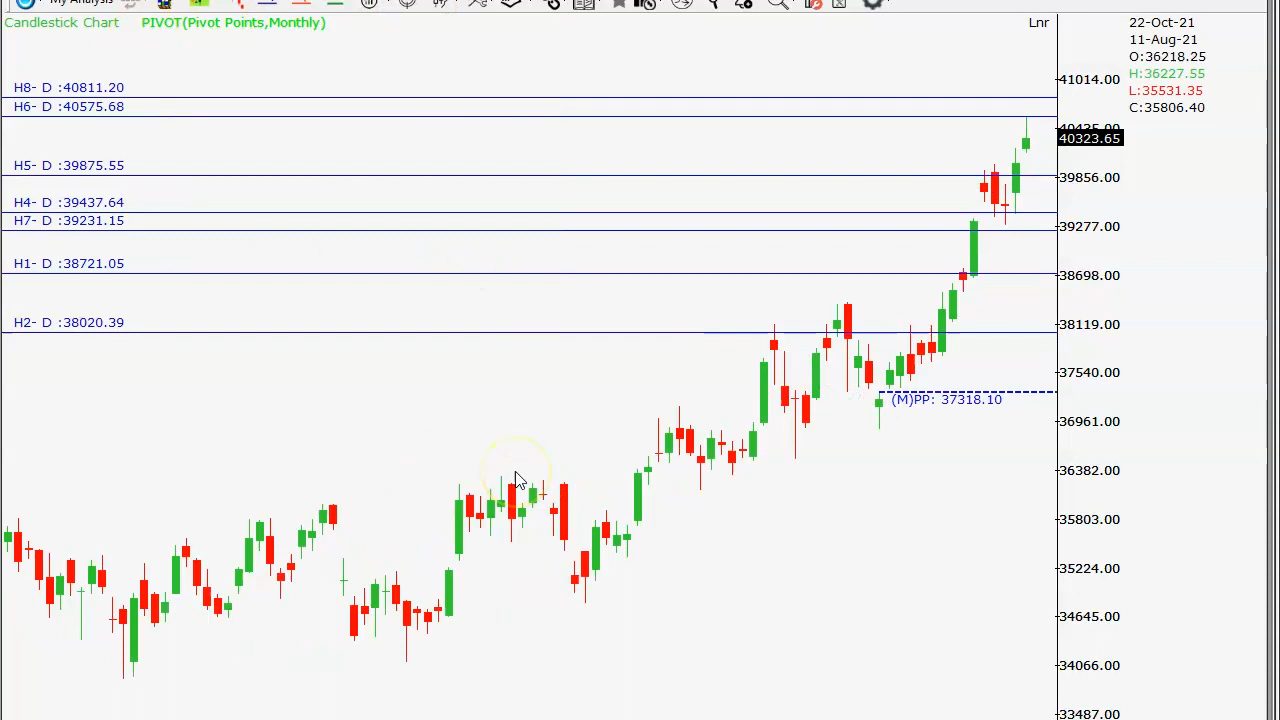 My Analysis
Candlestick Chart PIVOT(Pivot Points,Monthly) Lnr
22-Oct-21
11-Aug-21
O:36218.25
H:36227.55
L:35531.35
C:35806.40
H8- D :40811.20
H6- D :40575.68
H5- D :39875.55
H4- D :39437.64
H7- D :39231.15
H1- D :38721.05
H2- D :38020.39
(M)PP: 37318.10
41014.00
40435.00
40323.65
39856.00
39277.00
38698.00
38119.00
37540.00
36961.00
36382.00
35803.00
35224.00
34645.00
34066.00
33487.00